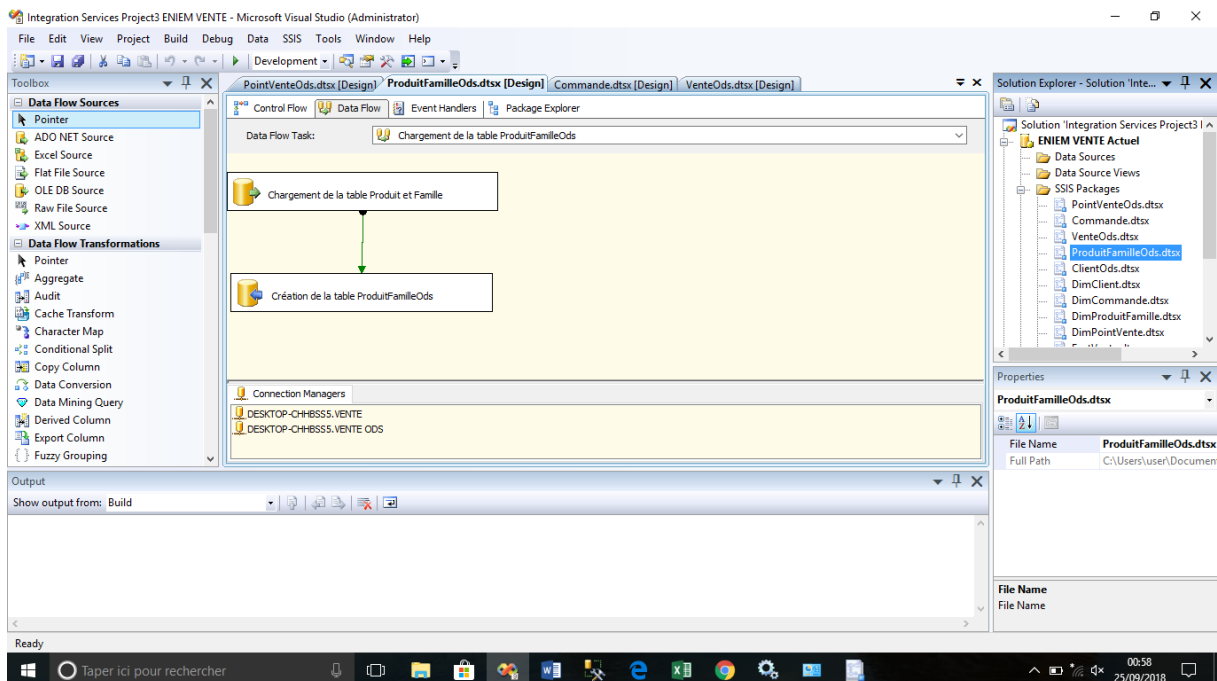 Integration Services Project3 ENIEM VENTE - Microsoft Visual Studio (Administrator)
File Edit View Project Build Debug Data SSIS Tools Window Help
Development
Toolbox
Data Flow Sources
Pointer
ADO NET Source
Excel Source
Flat File Source
OLE DB Source
Raw File Source
XML Source
Data Flow Transformations
Pointer
Aggregate
Audit
Cache Transform
Character Map
Conditional Split
Copy Column
Data Conversion
Data Mining Query
Derived Column
Export Column
Fuzzy Grouping
PointVenteOds.dtsx [Design] ProduitFamilleOds.dtsx [Design] Commande.dtsx [Design] VenteOds.dtsx [Design]
Control Flow Data Flow Event Handlers Package Explorer
Data Flow Task: Chargement de la table ProduitFamilleOds
Chargement de la table Produit et Famille
Création de la table ProduitFamilleOds
Connection Managers
DESKTOP-CHHBSS5.VENTE
DESKTOP-CHHBSS5.VENTE ODS
Solution Explorer - Solution 'Inte...
Solution 'Integration Services Project3
ENIEM VENTE Actuel
Data Sources
Data Source Views
SSIS Packages
PointVenteOds.dtsx
Commande.dtsx
VenteOds.dtsx
ProduitFamilleOds.dtsx
ClientOds.dtsx
DimClient.dtsx
DimCommande.dtsx
DimProduitFamille.dtsx
DimPointVente.dtsx
Properties
ProduitFamilleOds.dtsx
File Name ProduitFamilleOds.dtsx
Full Path C:\Users\user\Documen
File Name
File Name
Output
Show output from: Build
Ready
Taper ici pour rechercher
00:58
25/09/2018